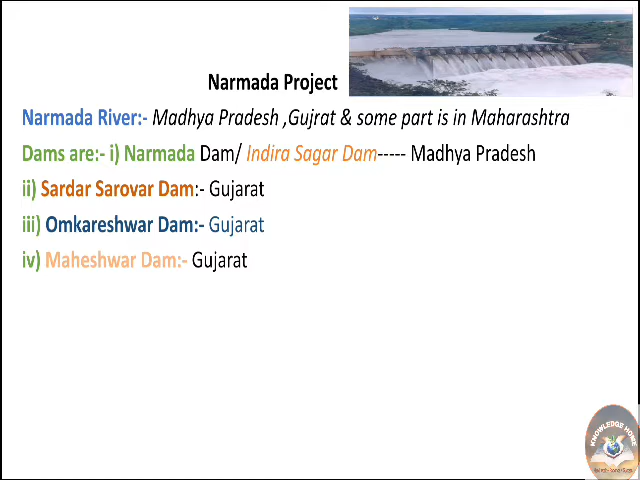 Narmada Project
Narmada River:- Madhya Pradesh ,Gujrat & some part is in Maharashtra
Dams are:- i) Narmada Dam/ Indira Sagar Dam----- Madhya Pradesh
ii) Sardar Sarovar Dam:- Gujarat
iii) Omkareshwar Dam:- Gujarat
iv) Maheshwar Dam:- Gujarat
KNOWLEDGE HOME